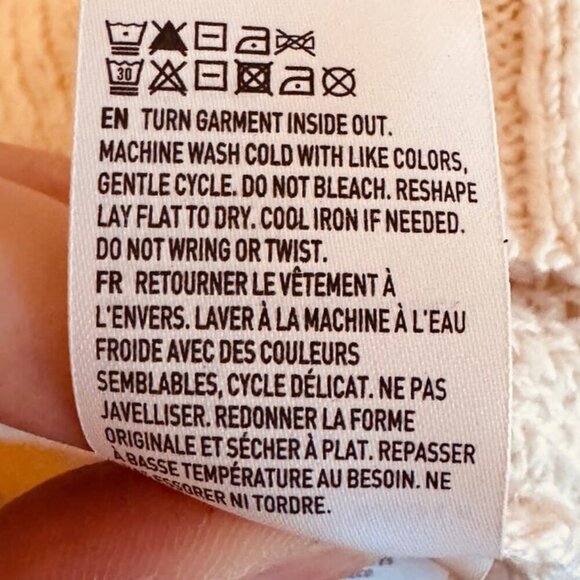 30
EN TURN GARMENT INSIDE OUT.
MACHINE WASH COLD WITH LIKE COLORS,
GENTLE CYCLE. DO NOT BLEACH. RESHAPE
LAY FLAT TO DRY. COOL IRON IF NEEDED.
DO NOT WRING OR TWIST.
FR RETOURNER LE VÊTEMENT À
L'ENVERS. LAVER À LA MACHINE À L'EAU
FROIDE AVEC DES COULEURS
SEMBLABLES, CYCLE DÉLICAT. NE PAS
JAVELLISER. REDONNER LA FORME
ORIGINALE ET SÉCHER À PLAT. REPASSER
À BASSE TEMPÉRATURE AU BESOIN. NE
ESSORER NI TORDRE.